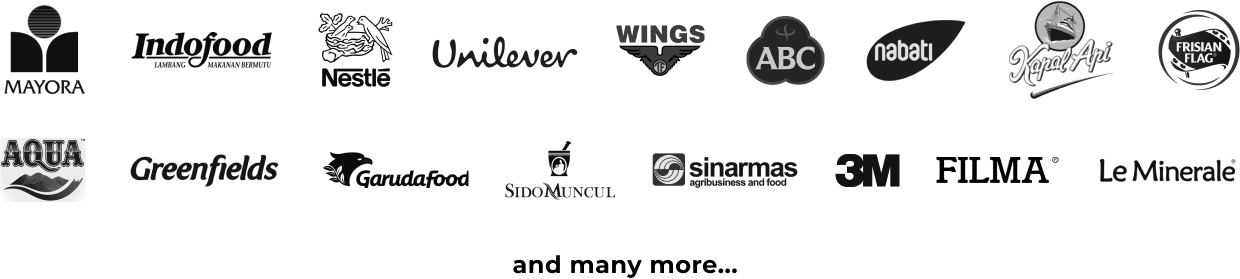 MAYORA
Indofood
LAMBANG MAKANAN BERMUTU
Nestlé
Unilever
WINGS
ABC
nabati
Kapal Api
FRISIAN
FLAG
AQUA
Greenfields
Garudafood
SIDOMUNCUL
sinarmas
agribusiness and food
3M
FILMA®
Le Minerale®
and many more...